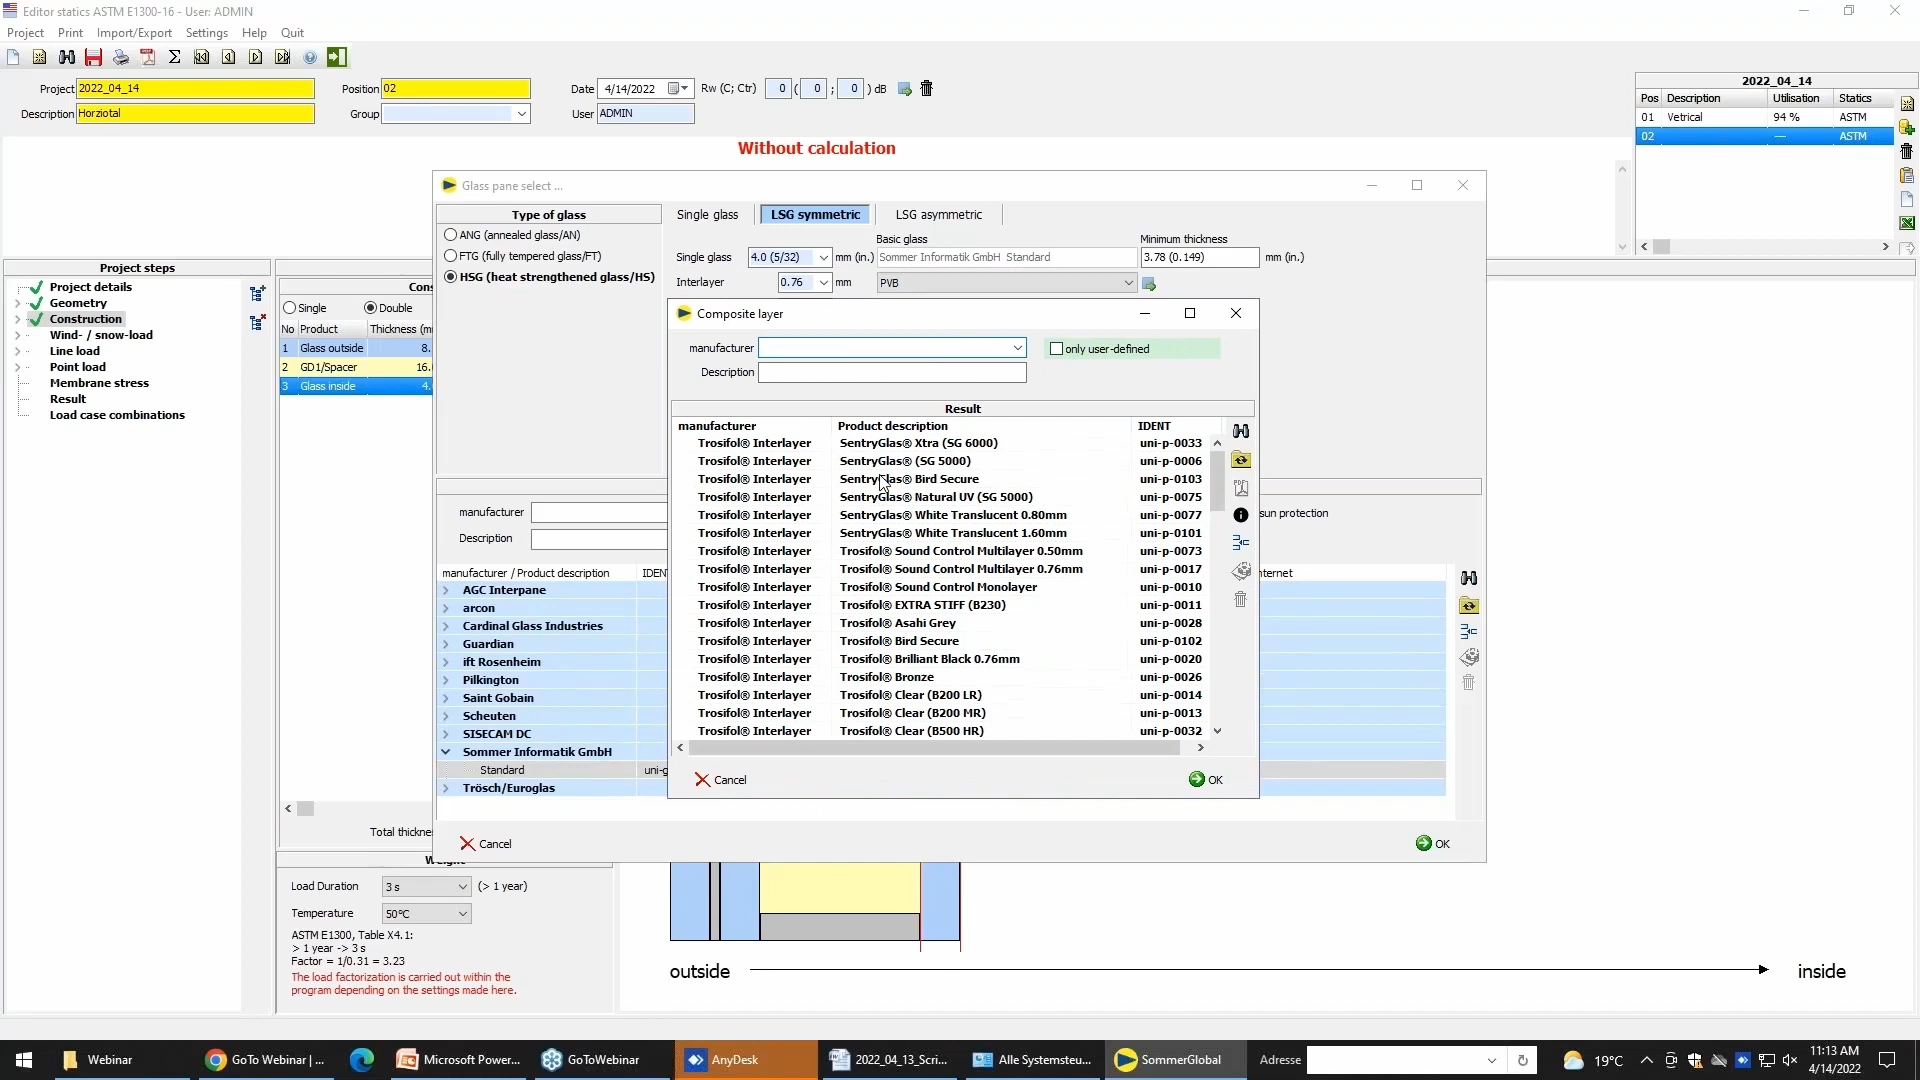 Editor statics ASTM E1300-16 - User: ADMIN
Project Print Import/Export Settings Help Quit
Project 2022_04_14 Position 02 Date 4/14/2022 Rw (C; Ctr) 0 ( 0 ; 0 ) dB
Description Horziotal Group User ADMIN
2022_04_14
Pos Description Utilisation Statics
01 Vetrical 94 % ASTM
02 — ASTM
Without calculation
Project steps
Project details
Geometry
Construction
Wind- / snow-load
Line load
Point load
Membrane stress
Result
Load case combinations
Cons
Single Double
No Product Thickness (m
1 Glass outside 8.
2 GD1/Spacer 16.
3 Glass inside 4.
Total thickne
Weight
Load Duration 3 s (> 1 year)
Temperature 50°C
ASTM E1300, Table X4.1:
> 1 year -> 3 s
Factor = 1/0.31 = 3.23
The load factorization is carried out within the
program depending on the settings made here.
Glass pane select ...
Type of glass
ANG (annealed glass/AN)
FTG (fully tempered glass/FT)
HSG (heat strengthened glass/HS)
Single glass LSG symmetric LSG asymmetric
Basic glass Minimum thickness
Single glass 4.0 (5/32) mm (in.) Sommer Informatik GmbH Standard 3.78 (0.149) mm (in.)
Interlayer 0.76 mm PVB
manufacturer
Description
sun protection
manufacturer / Product description IDEN
nternet
AGC Interpane
arcon
Cardinal Glass Industries
Guardian
ift Rosenheim
Pilkington
Saint Gobain
Scheuten
SISECAM DC
Sommer Informatik GmbH
Standard uni-g
Trösch/Euroglas
Cancel OK
Composite layer
manufacturer only user-defined
Description
Result
manufacturer Product description IDENT
Trosifol® Interlayer SentryGlas® Xtra (SG 6000) uni-p-0033
Trosifol® Interlayer SentryGlas® (SG 5000) uni-p-0006
Trosifol® Interlayer SentryGlas® Bird Secure uni-p-0103
Trosifol® Interlayer SentryGlas® Natural UV (SG 5000) uni-p-0075
Trosifol® Interlayer SentryGlas® White Translucent 0.80mm uni-p-0077
Trosifol® Interlayer SentryGlas® White Translucent 1.60mm uni-p-0101
Trosifol® Interlayer Trosifol® Sound Control Multilayer 0.50mm uni-p-0073
Trosifol® Interlayer Trosifol® Sound Control Multilayer 0.76mm uni-p-0017
Trosifol® Interlayer Trosifol® Sound Control Monolayer uni-p-0010
Trosifol® Interlayer Trosifol® EXTRA STIFF (B230) uni-p-0011
Trosifol® Interlayer Trosifol® Asahi Grey uni-p-0028
Trosifol® Interlayer Trosifol® Bird Secure uni-p-0102
Trosifol® Interlayer Trosifol® Brilliant Black 0.76mm uni-p-0020
Trosifol® Interlayer Trosifol® Bronze uni-p-0026
Trosifol® Interlayer Trosifol® Clear (B200 LR) uni-p-0014
Trosifol® Interlayer Trosifol® Clear (B200 MR) uni-p-0013
Trosifol® Interlayer Trosifol® Clear (B500 HR) uni-p-0032
Cancel OK
outside inside
Webinar GoTo Webinar | ... Microsoft Power... GoToWebinar AnyDesk 2022_04_13_Scri... Alle Systemsteu... SommerGlobal Adresse 19°C 11:13 AM
4/14/2022